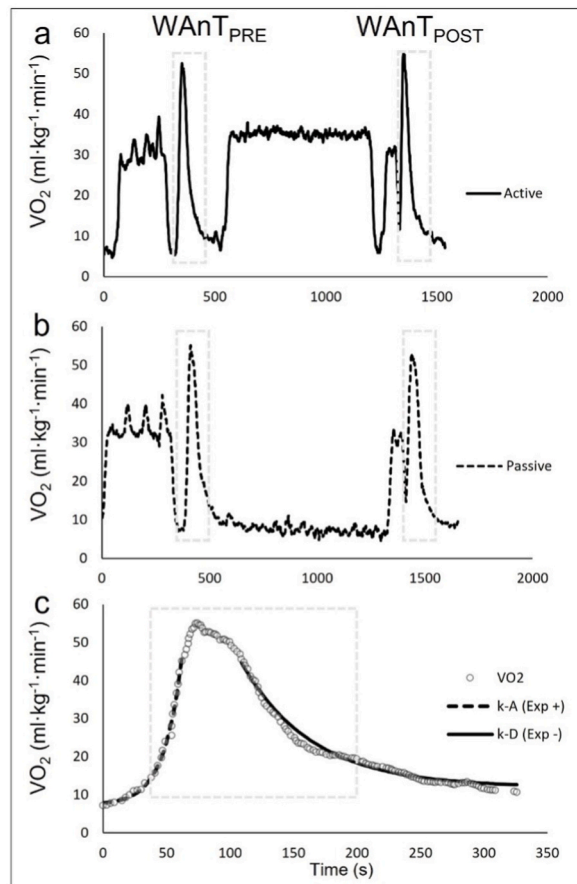 WAnTPRE WAnTPOST
a
60
50
40
30
20
10
0
VO2 (ml·kg-1·min-1)
Active
0 500 1000 1500 2000
b
60
50
40
30
20
10
0
VO2 (ml·kg-1·min-1)
Passive
0 500 1000 1500 2000
c
60
50
40
30
20
10
0
VO2 (ml·kg-1·min-1)
VO2
k-A (Exp +)
k-D (Exp -)
0 50 100 150 200 250 300 350
Time (s)